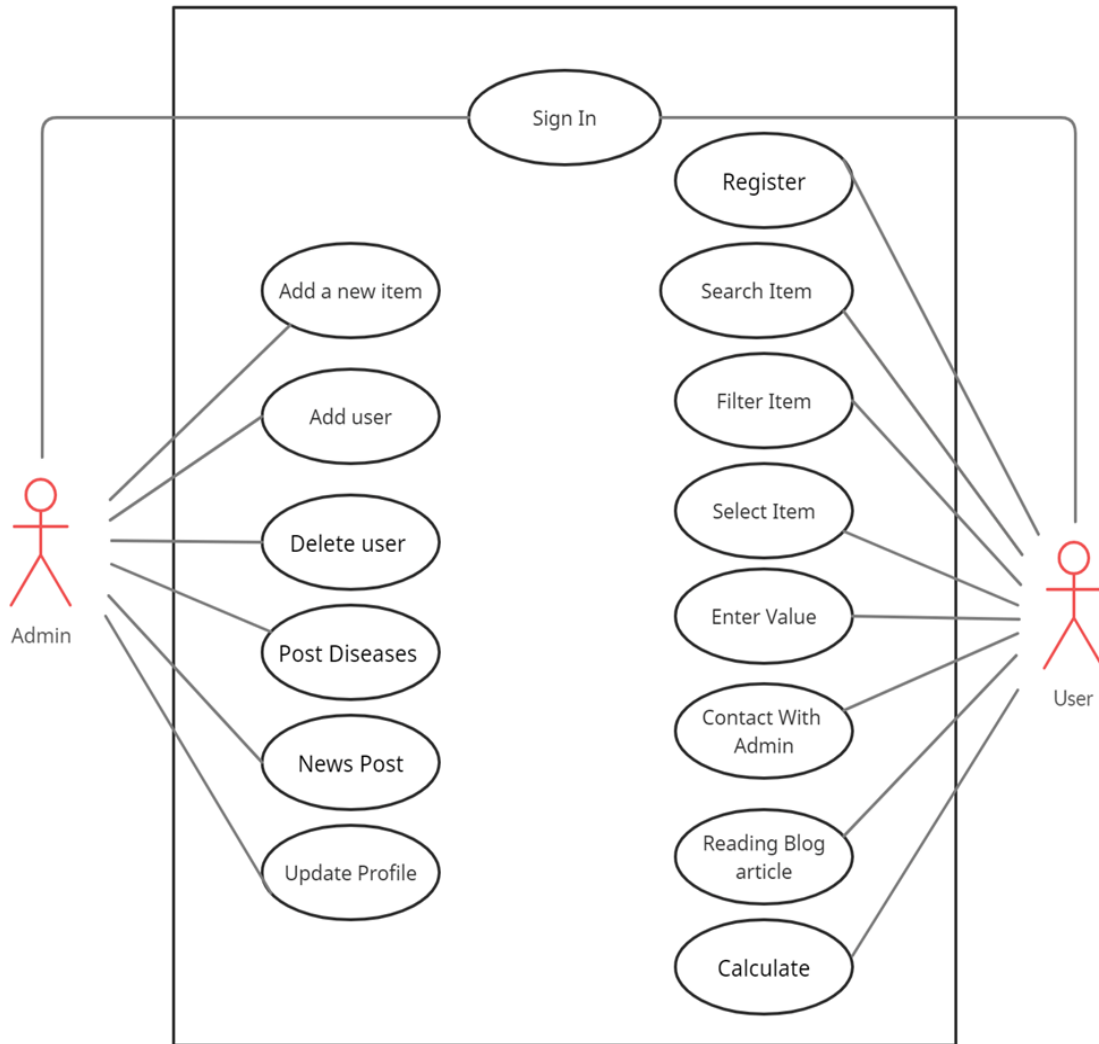 Sign In
Register
Add a new item
Search Item
Add user
Filter Item
Delete user
Select Item
Admin
Enter Value
Post Diseases
User
Contact With
Admin
News Post
Reading Blog
article
Update Profile
Calculate